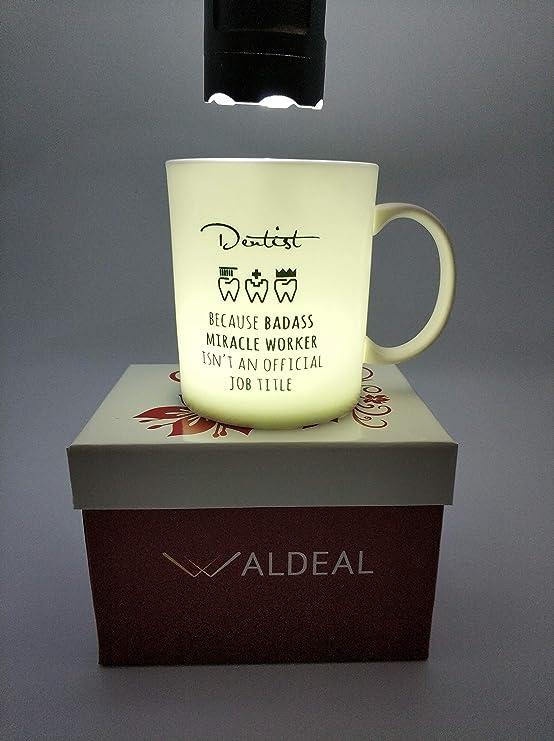 Dentist
BECAUSE BADASS
MIRACLE WORKER
ISN'T AN OFFICIAL
JOB TITLE
WALDEAL